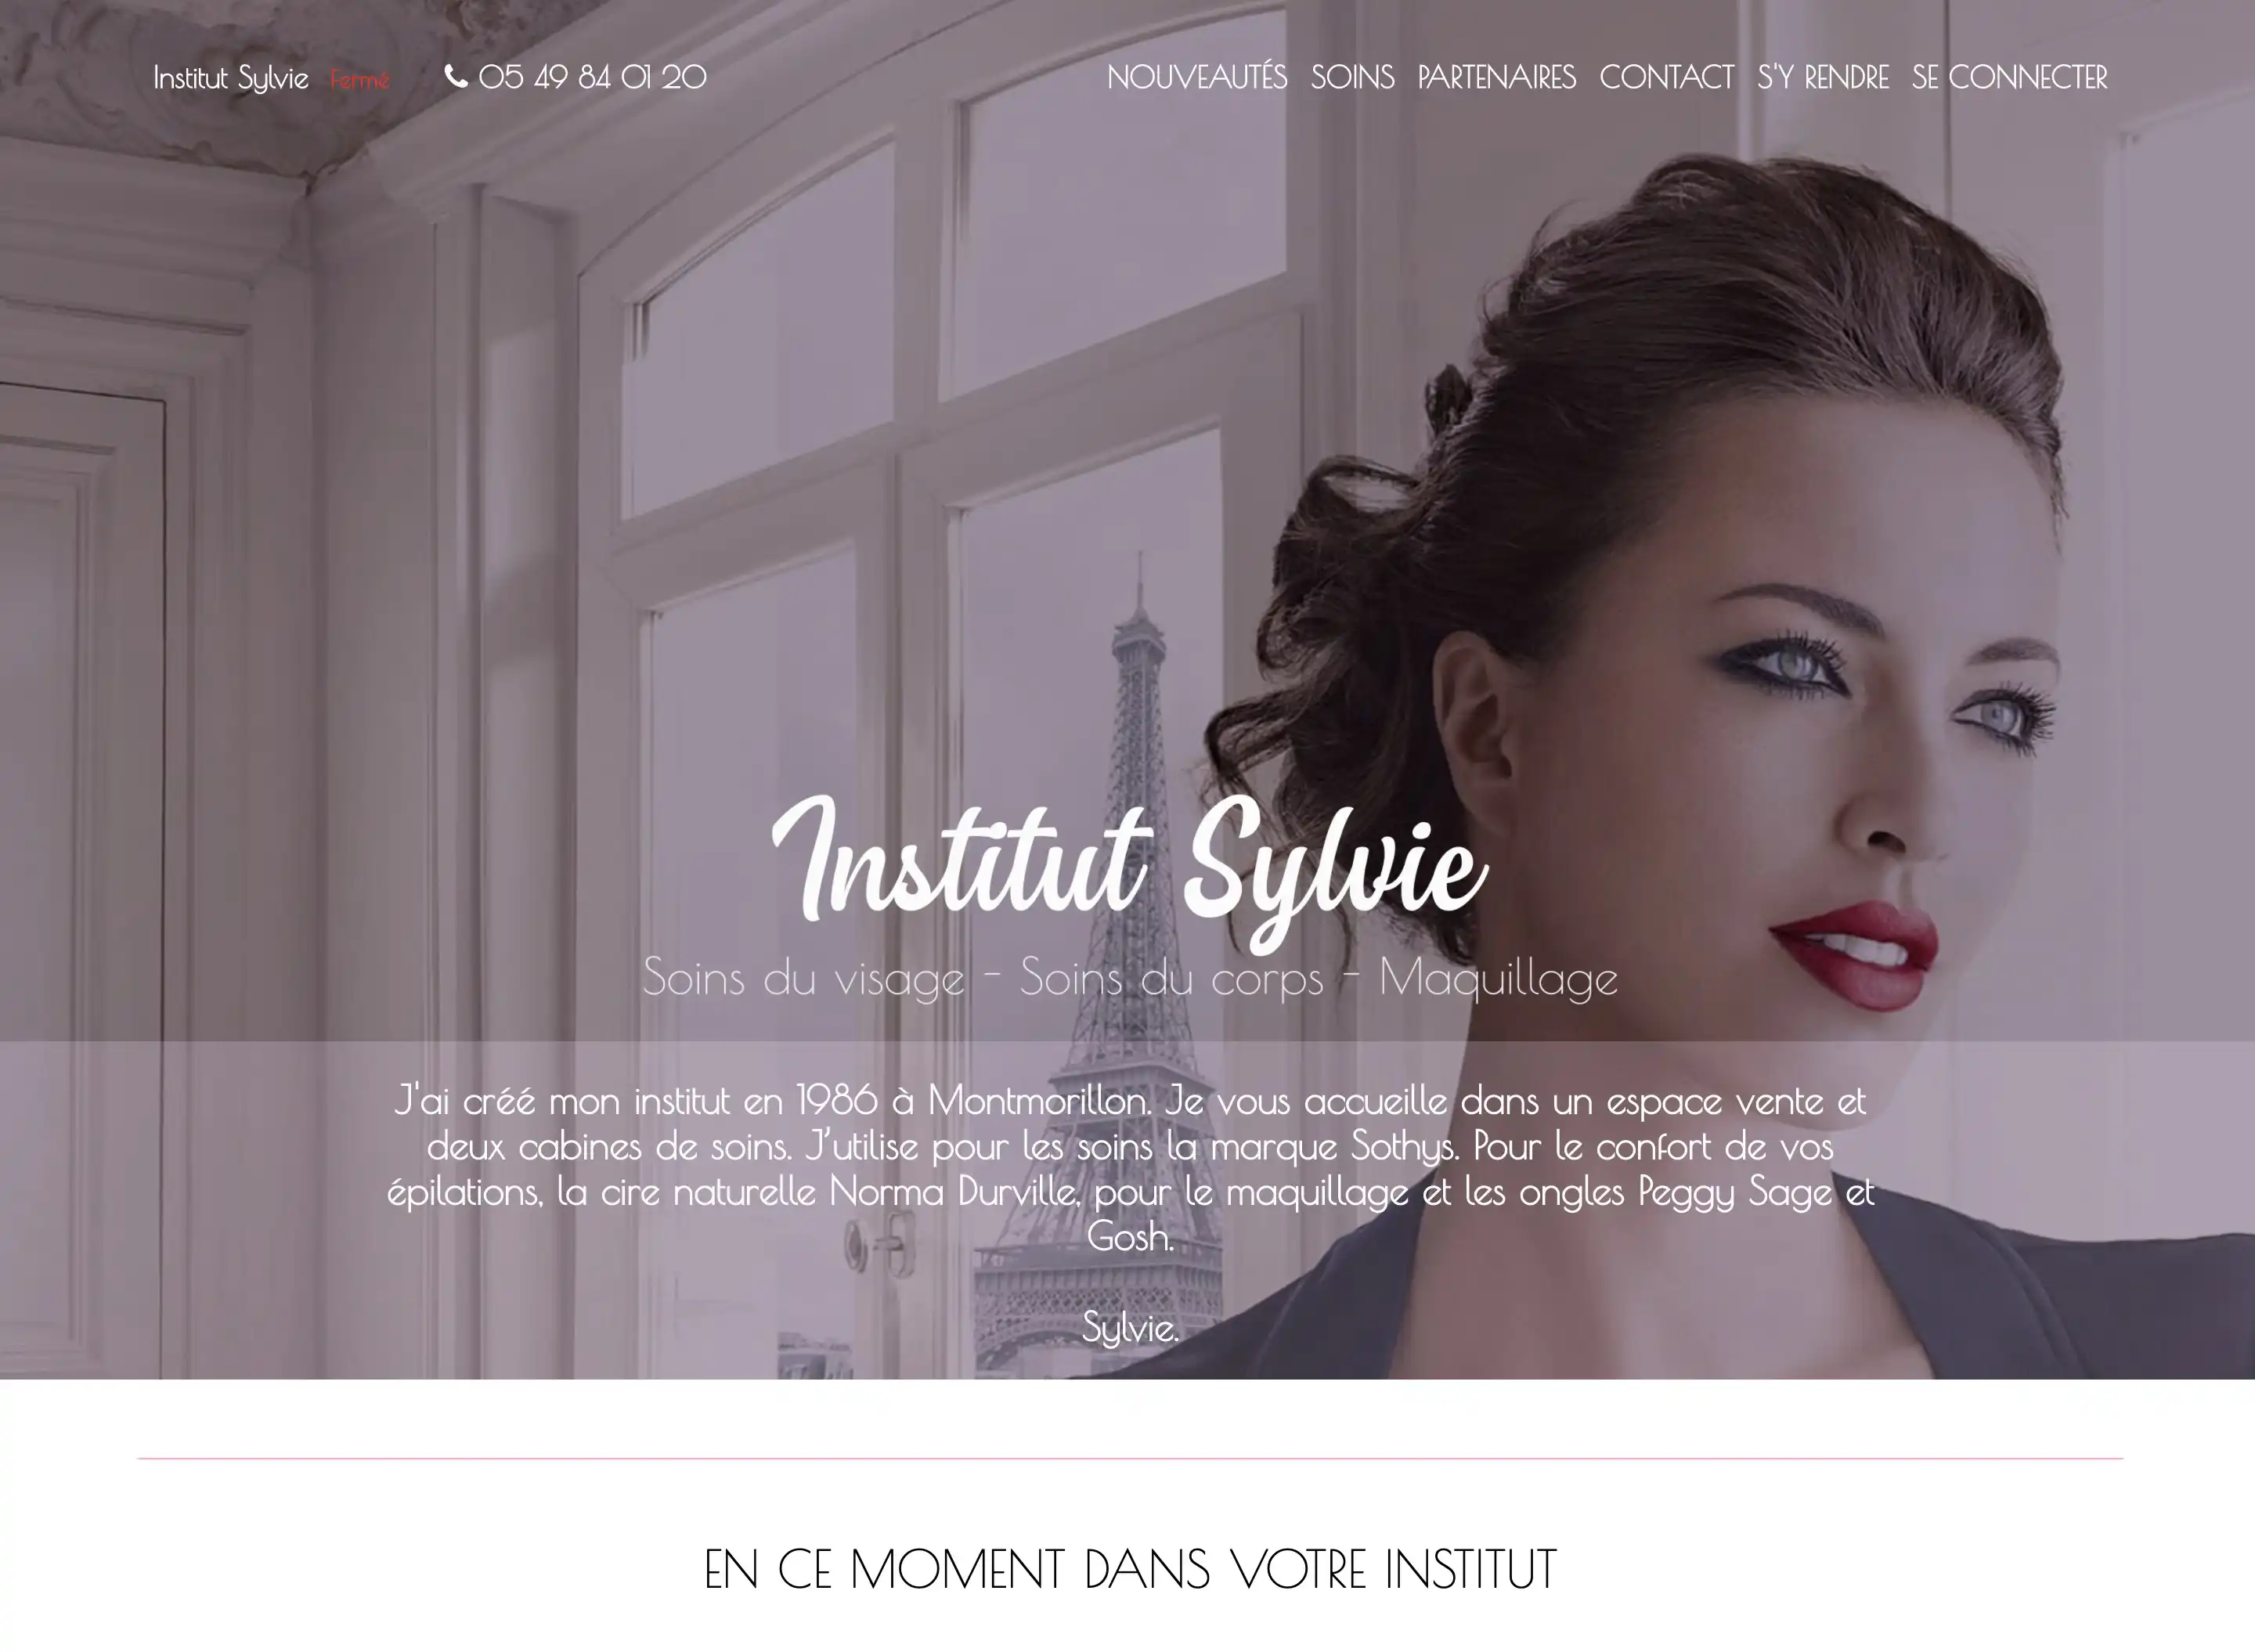 Institut Sylvie Fermé 05 49 84 01 20 NOUVEAUTÉS SOINS PARTENAIRES CONTACT S'Y RENDRE SE CONNECTER
Institut Sylvie
Soins du visage - Soins du corps - Maquillage
J'ai créé mon institut en 1986 à Montmorillon. Je vous accueille dans un espace vente et
deux cabines de soins. J’utilise pour les soins la marque Sothys. Pour le confort de vos
épilations, la cire naturelle Norma Durville, pour le maquillage et les ongles Peggy Sage et
Gosh.
Sylvie.
EN CE MOMENT DANS VOTRE INSTITUT